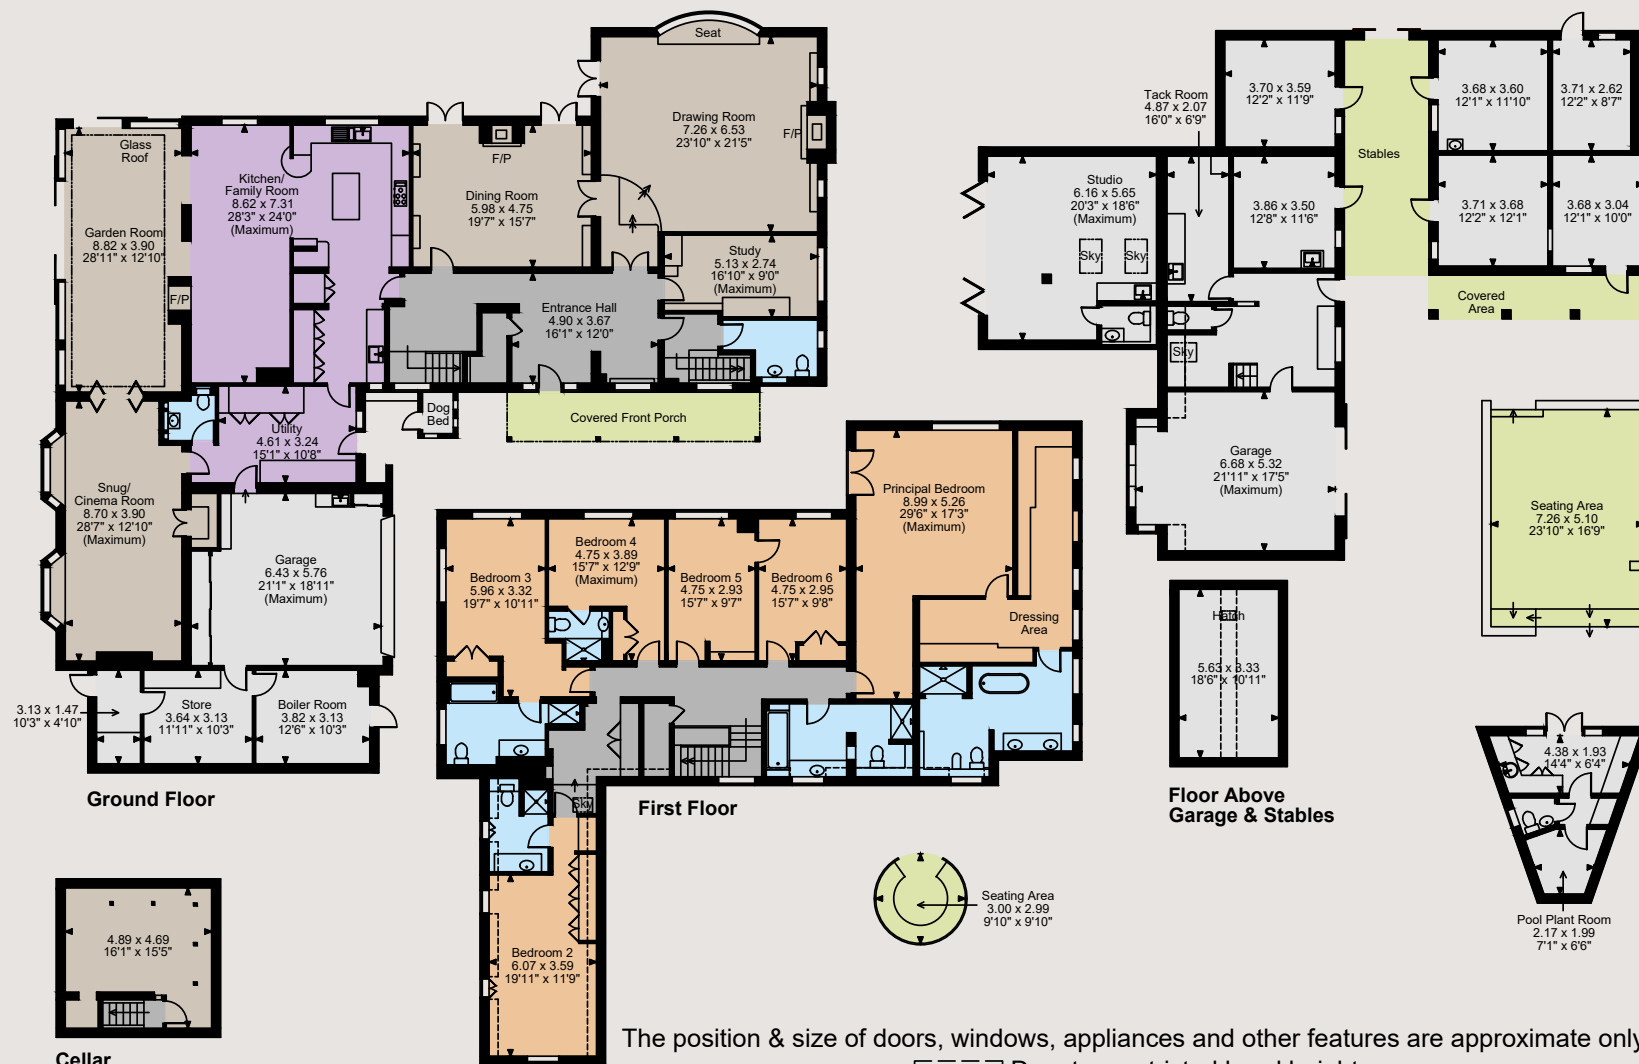 Seat
Drawing Room
7.26 x 6.53
23'10" x 21'5"
F/P
Glass
Roof
Kitchen/
Family Room
8.62 x 7.31
28'3" x 24'0"
(Maximum)
F/P
Dining Room
5.98 x 4.75
19'7" x 15'7"
Garden Room
8.82 x 3.90
28'11" x 12'10"
F/P
Study
5.13 x 2.74
16'10" x 9'0"
(Maximum)
Entrance Hall
4.90 x 3.67
16'1" x 12'0"
Dog
Bed
Covered Front Porch
Utility
4.61 x 3.24
15'1" x 10'8"
Snug/
Cinema Room
8.70 x 3.90
28'7" x 12'10"
(Maximum)
Garage
6.43 x 5.76
21'1" x 18'11"
(Maximum)
3.13 x 1.47
10'3" x 4'10"
Store
3.64 x 3.13
11'11" x 10'3"
Boiler Room
3.82 x 3.13
12'6" x 10'3"
Ground Floor
Principal Bedroom
8.99 x 5.26
29'6" x 17'3"
(Maximum)
Bedroom 3
5.96 x 3.32
19'7" x 10'11"
Bedroom 4
4.75 x 3.89
15'7" x 12'9"
(Maximum)
Bedroom 5
4.75 x 2.93
15'7" x 9'7"
Bedroom 6
4.75 x 2.95
15'7" x 9'8"
Dressing
Area
Sky
First Floor
Bedroom 2
6.07 x 3.59
19'11" x 11'9"
4.89 x 4.69
16'1" x 15'5"
Cellar
Tack Room
4.87 x 2.07
16'0" x 6'9"
3.70 x 3.59
12'2" x 11'9"
Stables
3.68 x 3.60
12'1" x 11'10"
3.71 x 2.62
12'2" x 8'7"
Studio
6.16 x 5.65
20'3" x 18'6"
(Maximum)
Sky
Sky
3.86 x 3.50
12'8" x 11'6"
3.71 x 3.68
12'2" x 12'1"
3.68 x 3.04
12'1" x 10'0"
Covered
Area
Sky
Garage
6.68 x 5.32
21'11" x 17'5"
(Maximum)
Seating Area
7.26 x 5.10
23'10" x 16'9"
Hatch
5.63 x 3.33
18'6" x 10'11"
Floor Above
Garage & Stables
4.38 x 1.93
14'4" x 6'4"
Pool Plant Room
2.17 x 1.99
7'1" x 6'6"
Seating Area
3.00 x 2.99
9'10" x 9'10"
The position & size of doors, windows, appliances and other features are approximate only